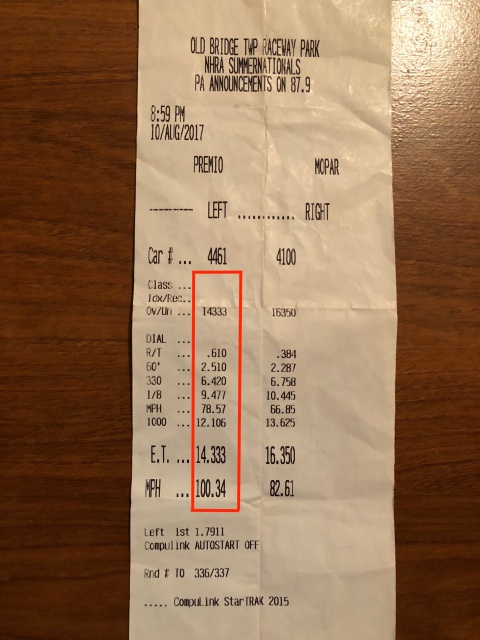 OLD BRIDGE TWP RACEWAY PARK
NHRA SUMMERNATIONALS
PA ANNOUNCEMENTS ON 87.9
8:59 PM
10/AUG/2017
PREMIO MOPAR
---------- LEFT ............ RIGHT
Car # ... 4461 4100
Class ...
Idx/Rec..
Ov/Un ... 14333 16350
DIAL ...
R/T ... .610 .384
60' ... 2.510 2.287
330 ... 6.420 6.758
1/8 ... 9.477 10.445
MPH ... 78.57 66.85
1000 ... 12.106 13.625
E.T. ... 14.333 16.350
MPH ... 100.34 82.61
Left 1st 1.7911
Compulink AUTOSTART OFF
Rnd # TO 336/337
..... CompuLink StarTRAK 2015